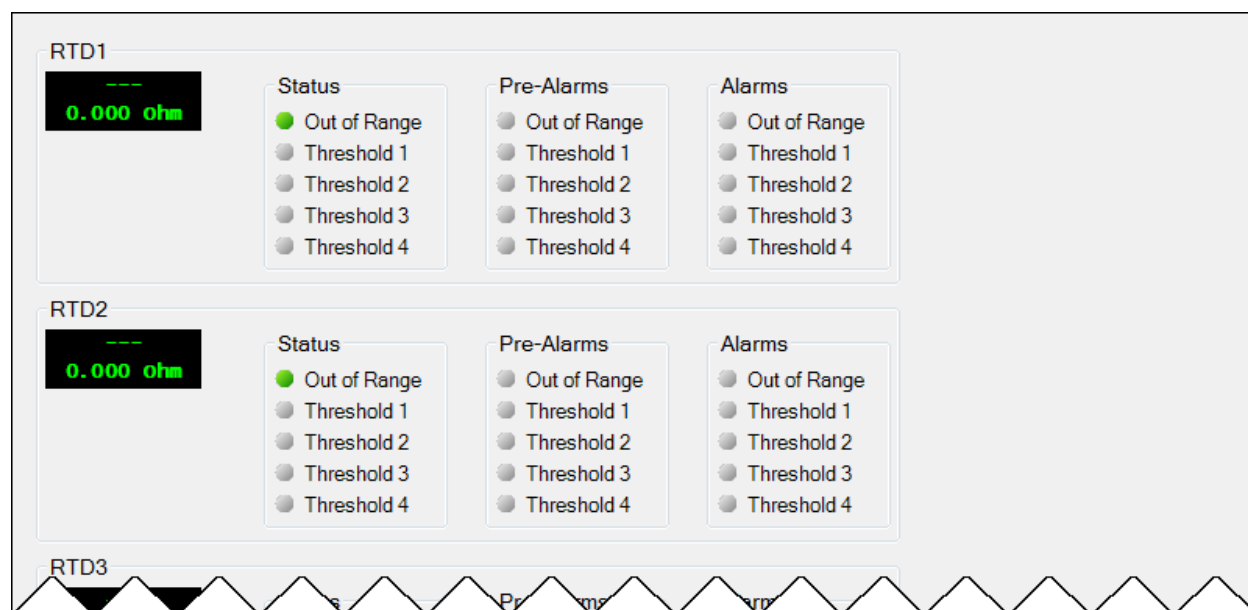 RTD1
---
0.000 Ohm
Status
Out of Range
Threshold 1
Threshold 2
Threshold 3
Threshold 4
Pre-Alarms
Out of Range
Threshold 1
Threshold 2
Threshold 3
Threshold 4
Alarms
Out of Range
Threshold 1
Threshold 2
Threshold 3
Threshold 4
RTD2
---
0.000 Ohm
Status
Out of Range
Threshold 1
Threshold 2
Threshold 3
Threshold 4
Pre-Alarms
Out of Range
Threshold 1
Threshold 2
Threshold 3
Threshold 4
Alarms
Out of Range
Threshold 1
Threshold 2
Threshold 3
Threshold 4
RTD3